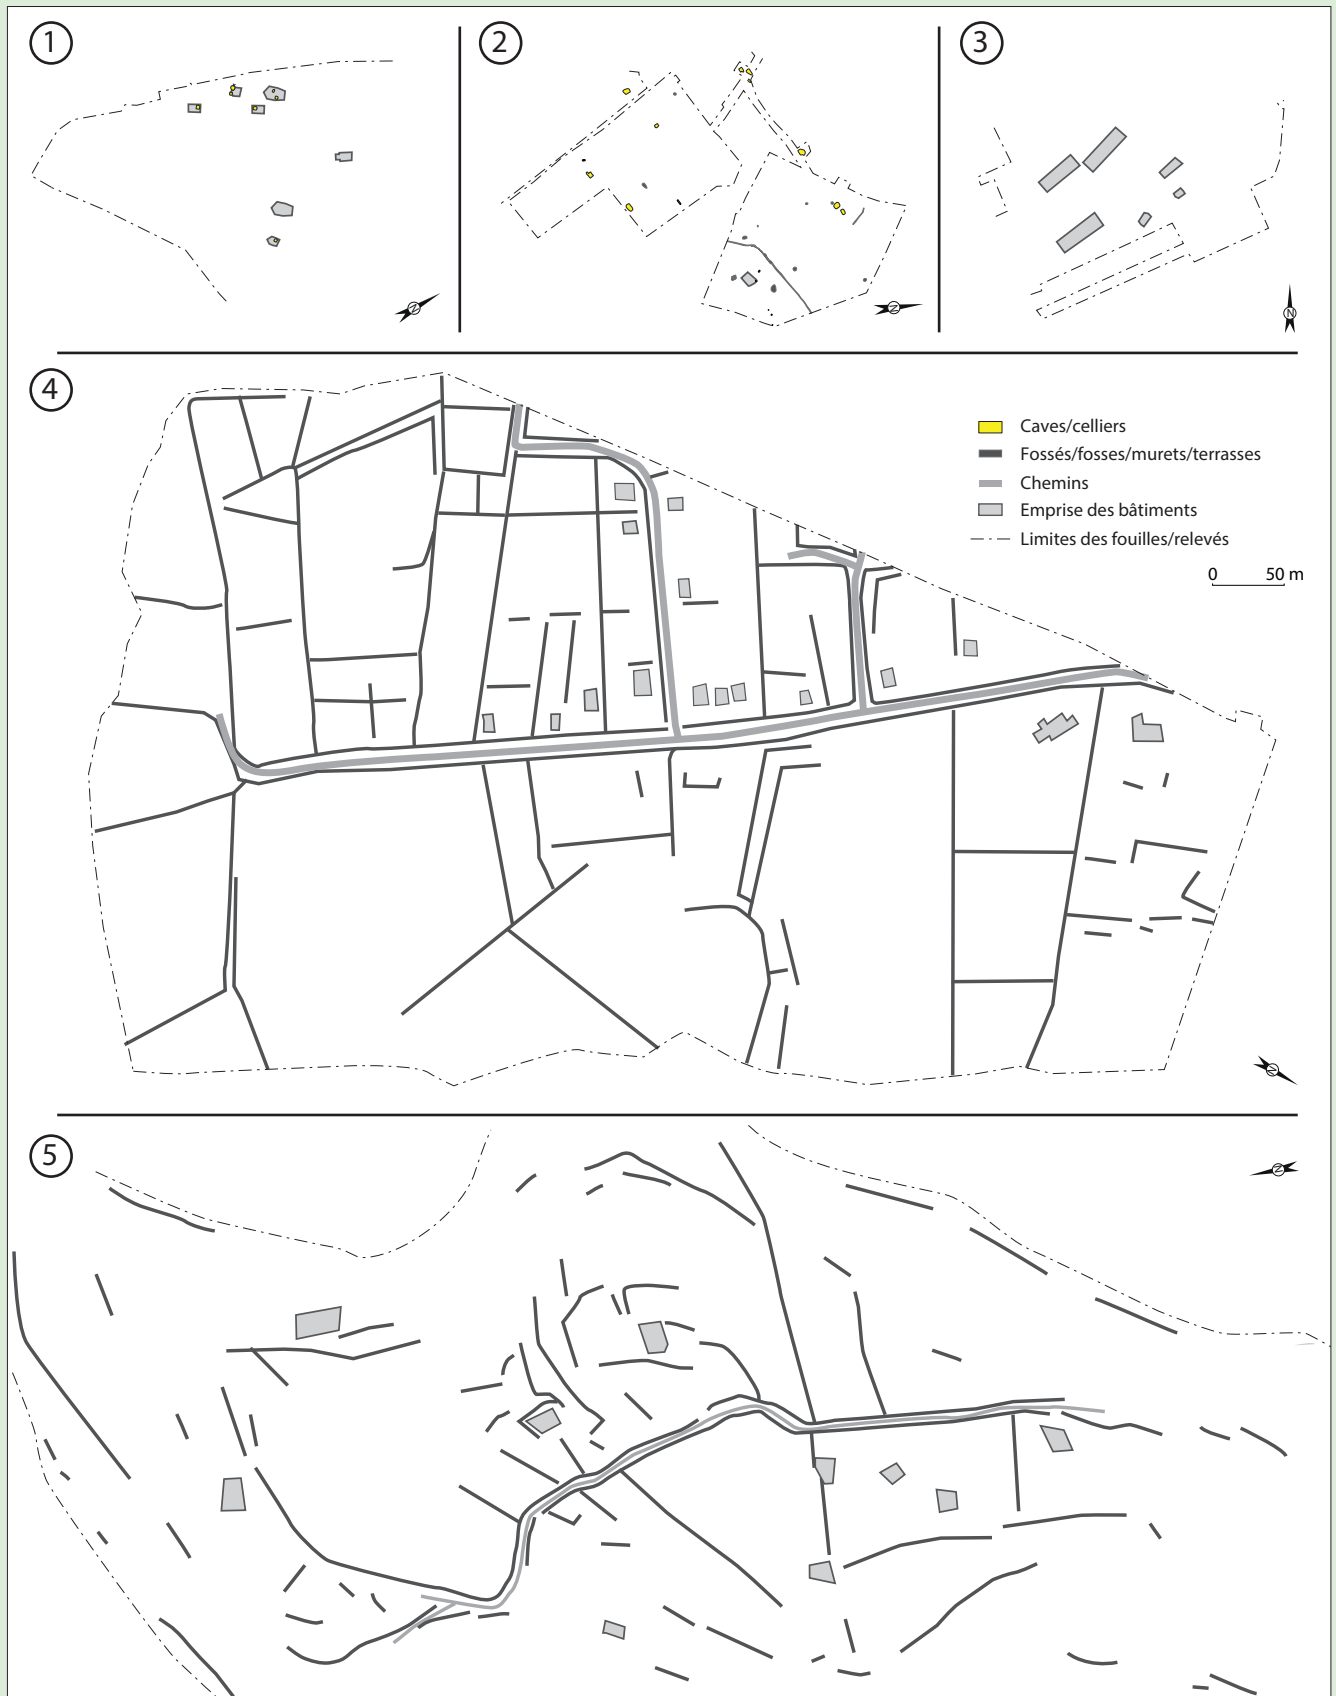 1
2
3
N
N
N
4
Caves/celliers
Fossés/fosses/murets/terrasses
Chemins
Emprise des bâtiments
Limites des fouilles/relevés
0 50 m
N
5
N